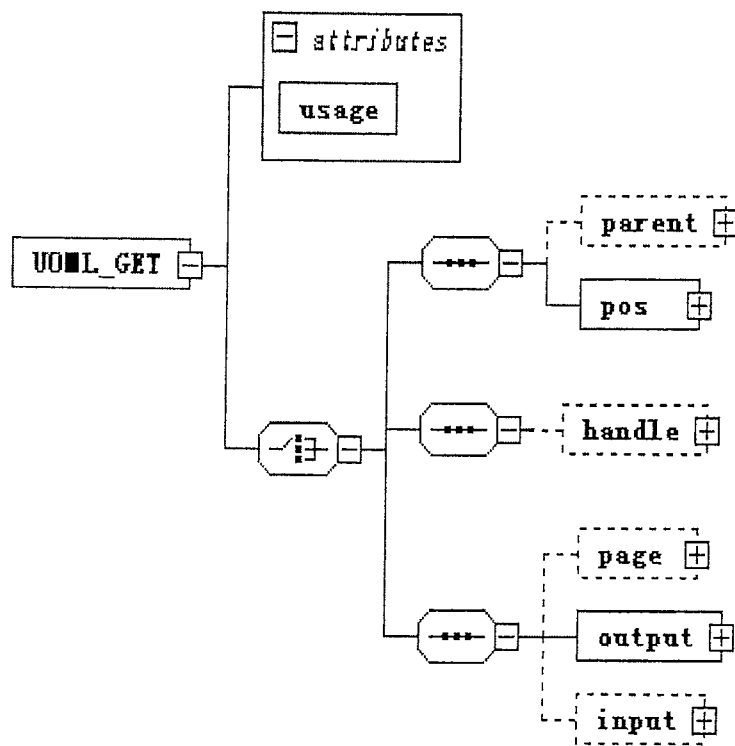 attributes
usage
parent
UOML_GET
pos
handle
page
output
input